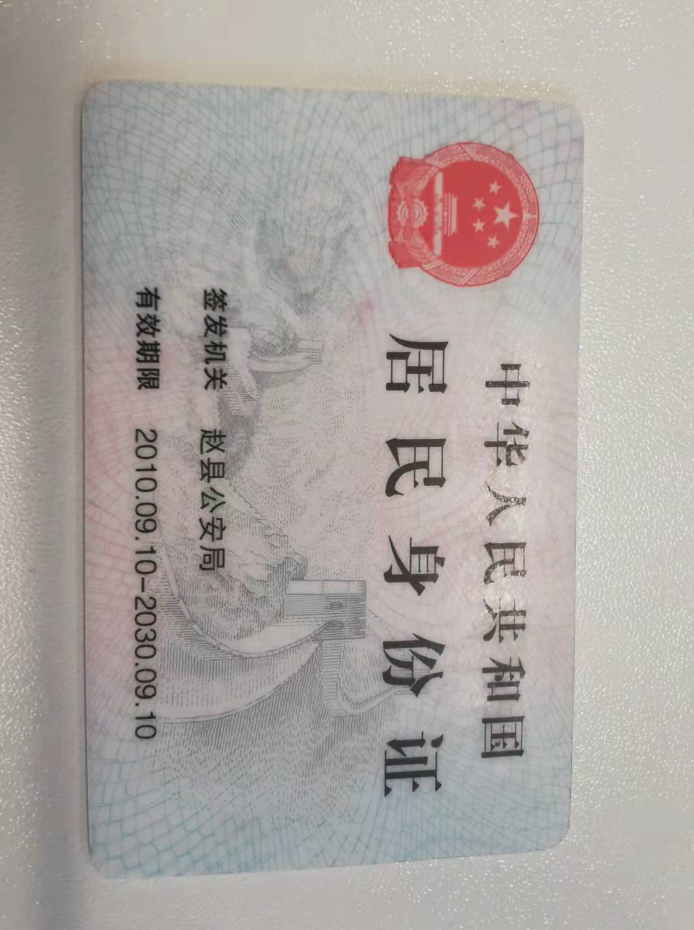 中华人民共和国
居民身份证
签发机关 赵县公安局
有效期限 2010.09.10-2030.09.10